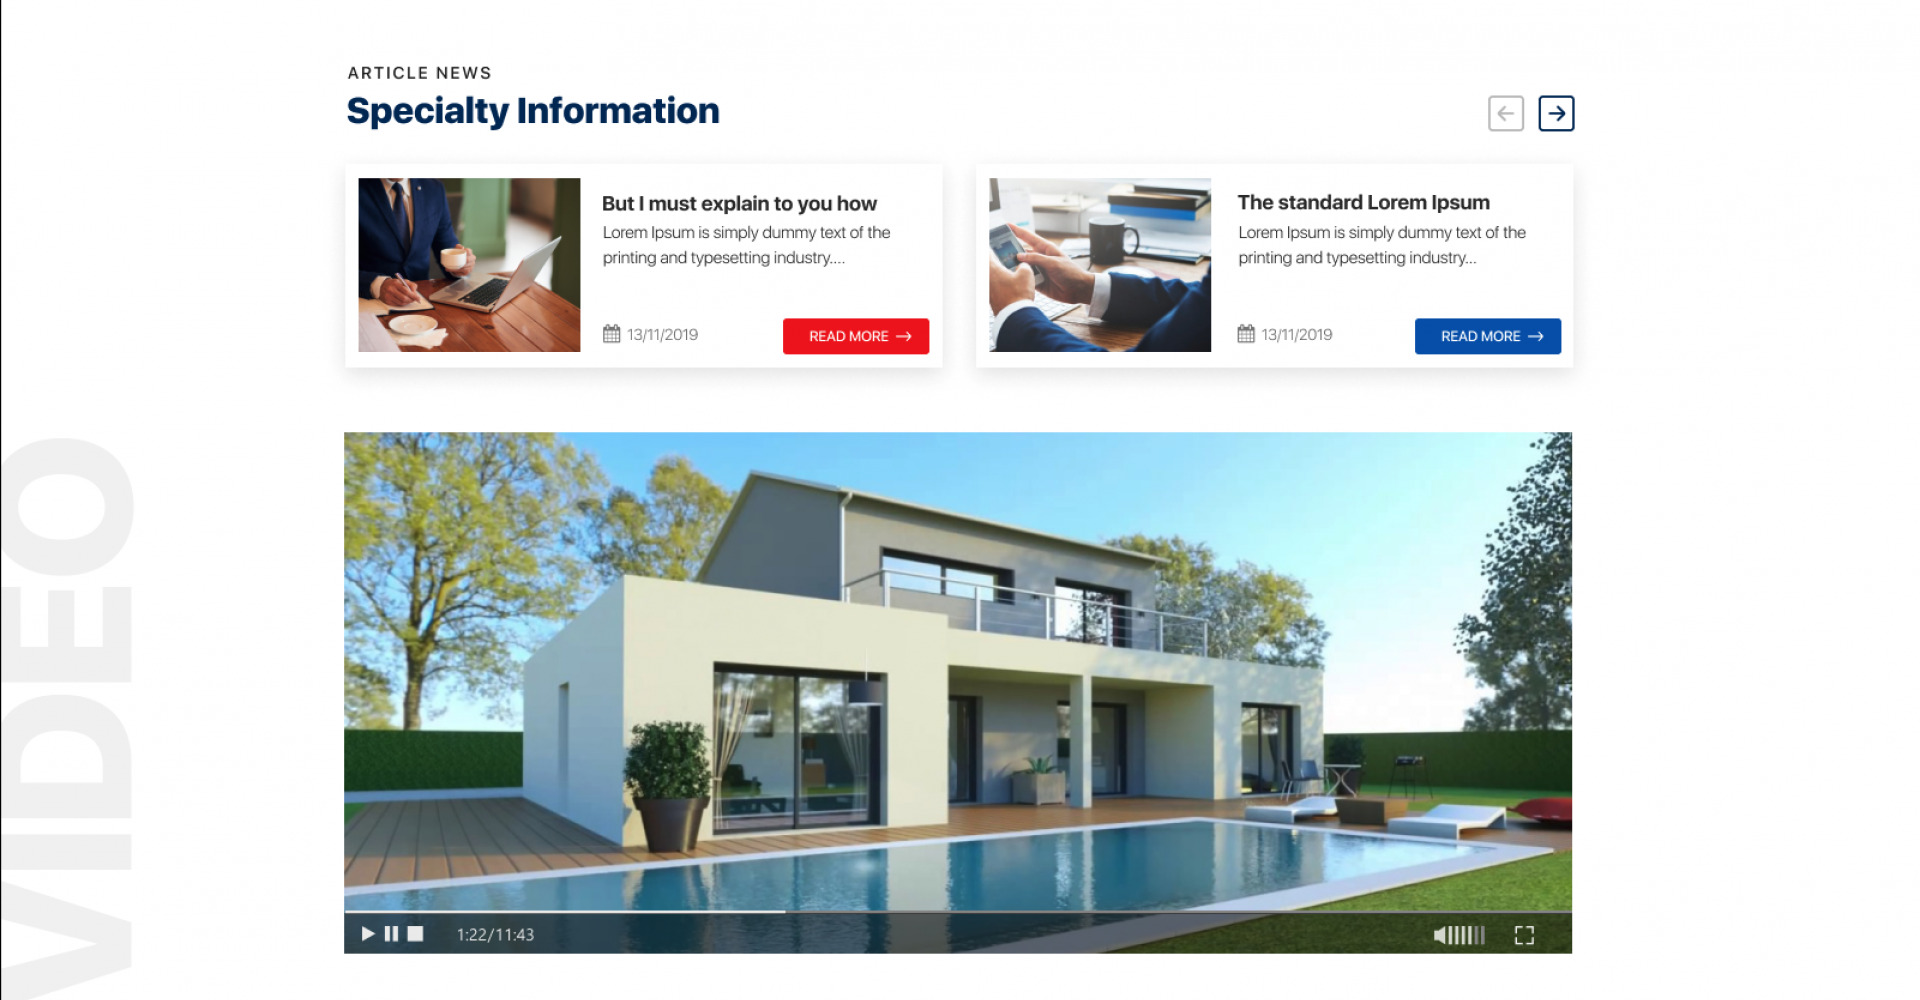 ARTICLE NEWS
Specialty Information
But I must explain to you how
Lorem Ipsum is simply dummy text of the
printing and typesetting industry....
13/11/2019
READ MORE
The standard Lorem Ipsum
Lorem Ipsum is simply dummy text of the
printing and typesetting industry...
13/11/2019
READ MORE
VIDEO
1:22/11:43